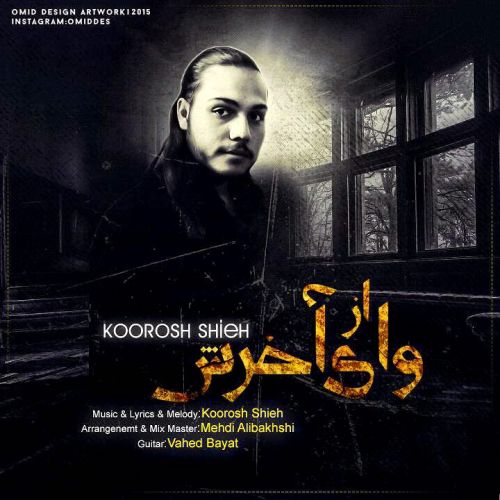 OMID DESIGN ARTWORK|2015
INSTAGRAM:OMIDDES
KOOROSH SHIEH
وای از آخرش
Music & Lyrics & Melody:Koorosh Shieh
Arrangenemt & Mix Master:Mehdi Alibakhshi
Guitar:Vahed Bayat